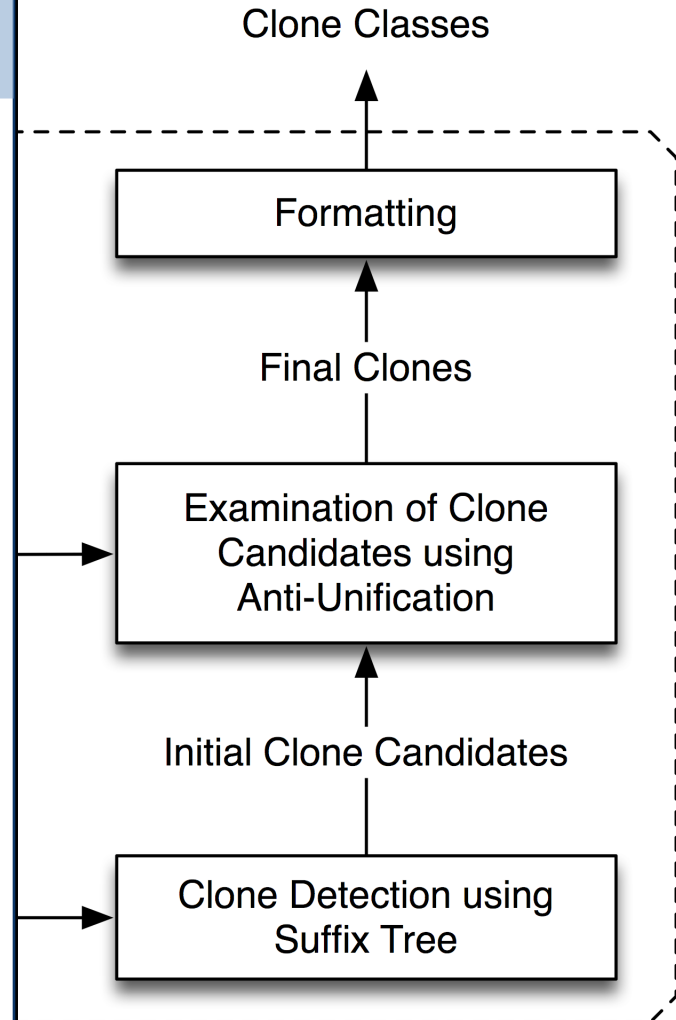 Clone Classes
Formatting
Final Clones
Examination of Clone
Candidates using
Anti-Unification
Initial Clone Candidates
Clone Detection using
Suffix Tree